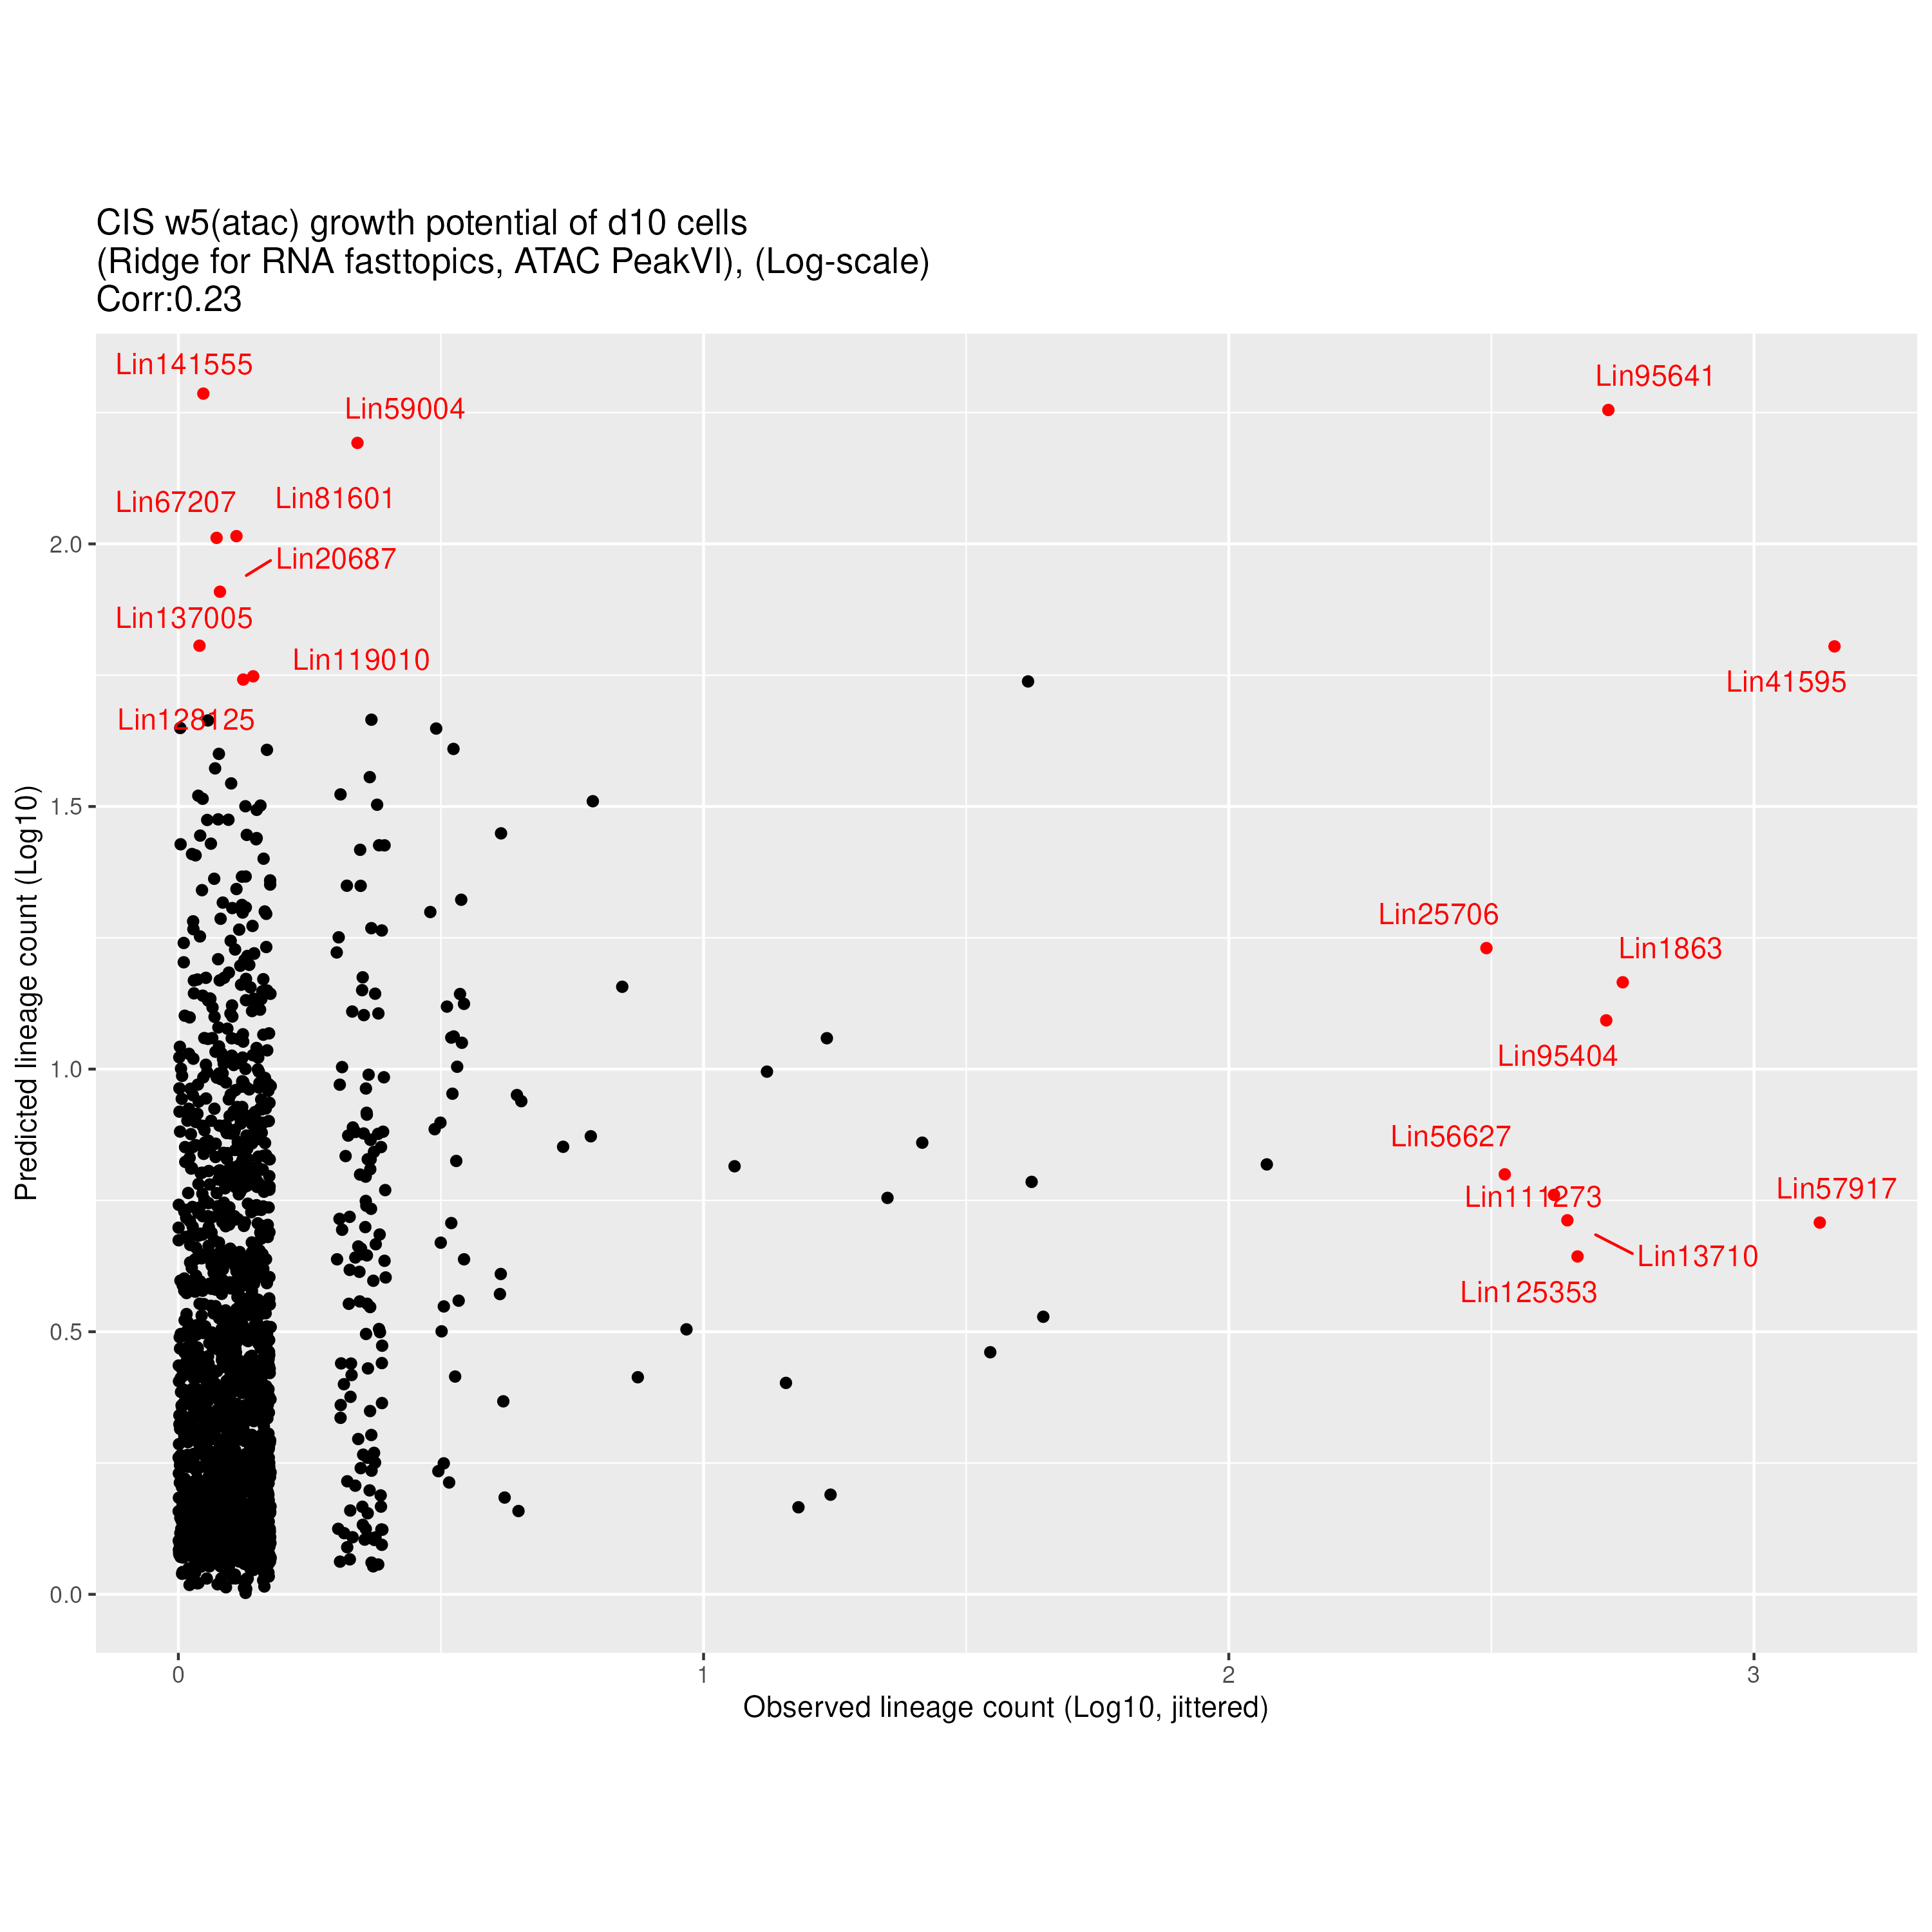 CIS w5(atac) growth potential of d10 cells
(Ridge for RNA fasttopics, ATAC PeakVI), (Log-scale)
Corr:0.23
Lin141555
Lin95641
Lin59004
Lin67207
Lin81601
Lin20687
Lin137005
Lin119010
Lin41595
Lin128125
Lin25706
Lin1863
Lin95404
Lin56627
Lin111273
Lin57917
Lin13710
Lin125353
Predicted lineage count (Log10)
2.0
1.5
1.0
0.5
0.0
0
1
2
3
Observed lineage count (Log10, jittered)